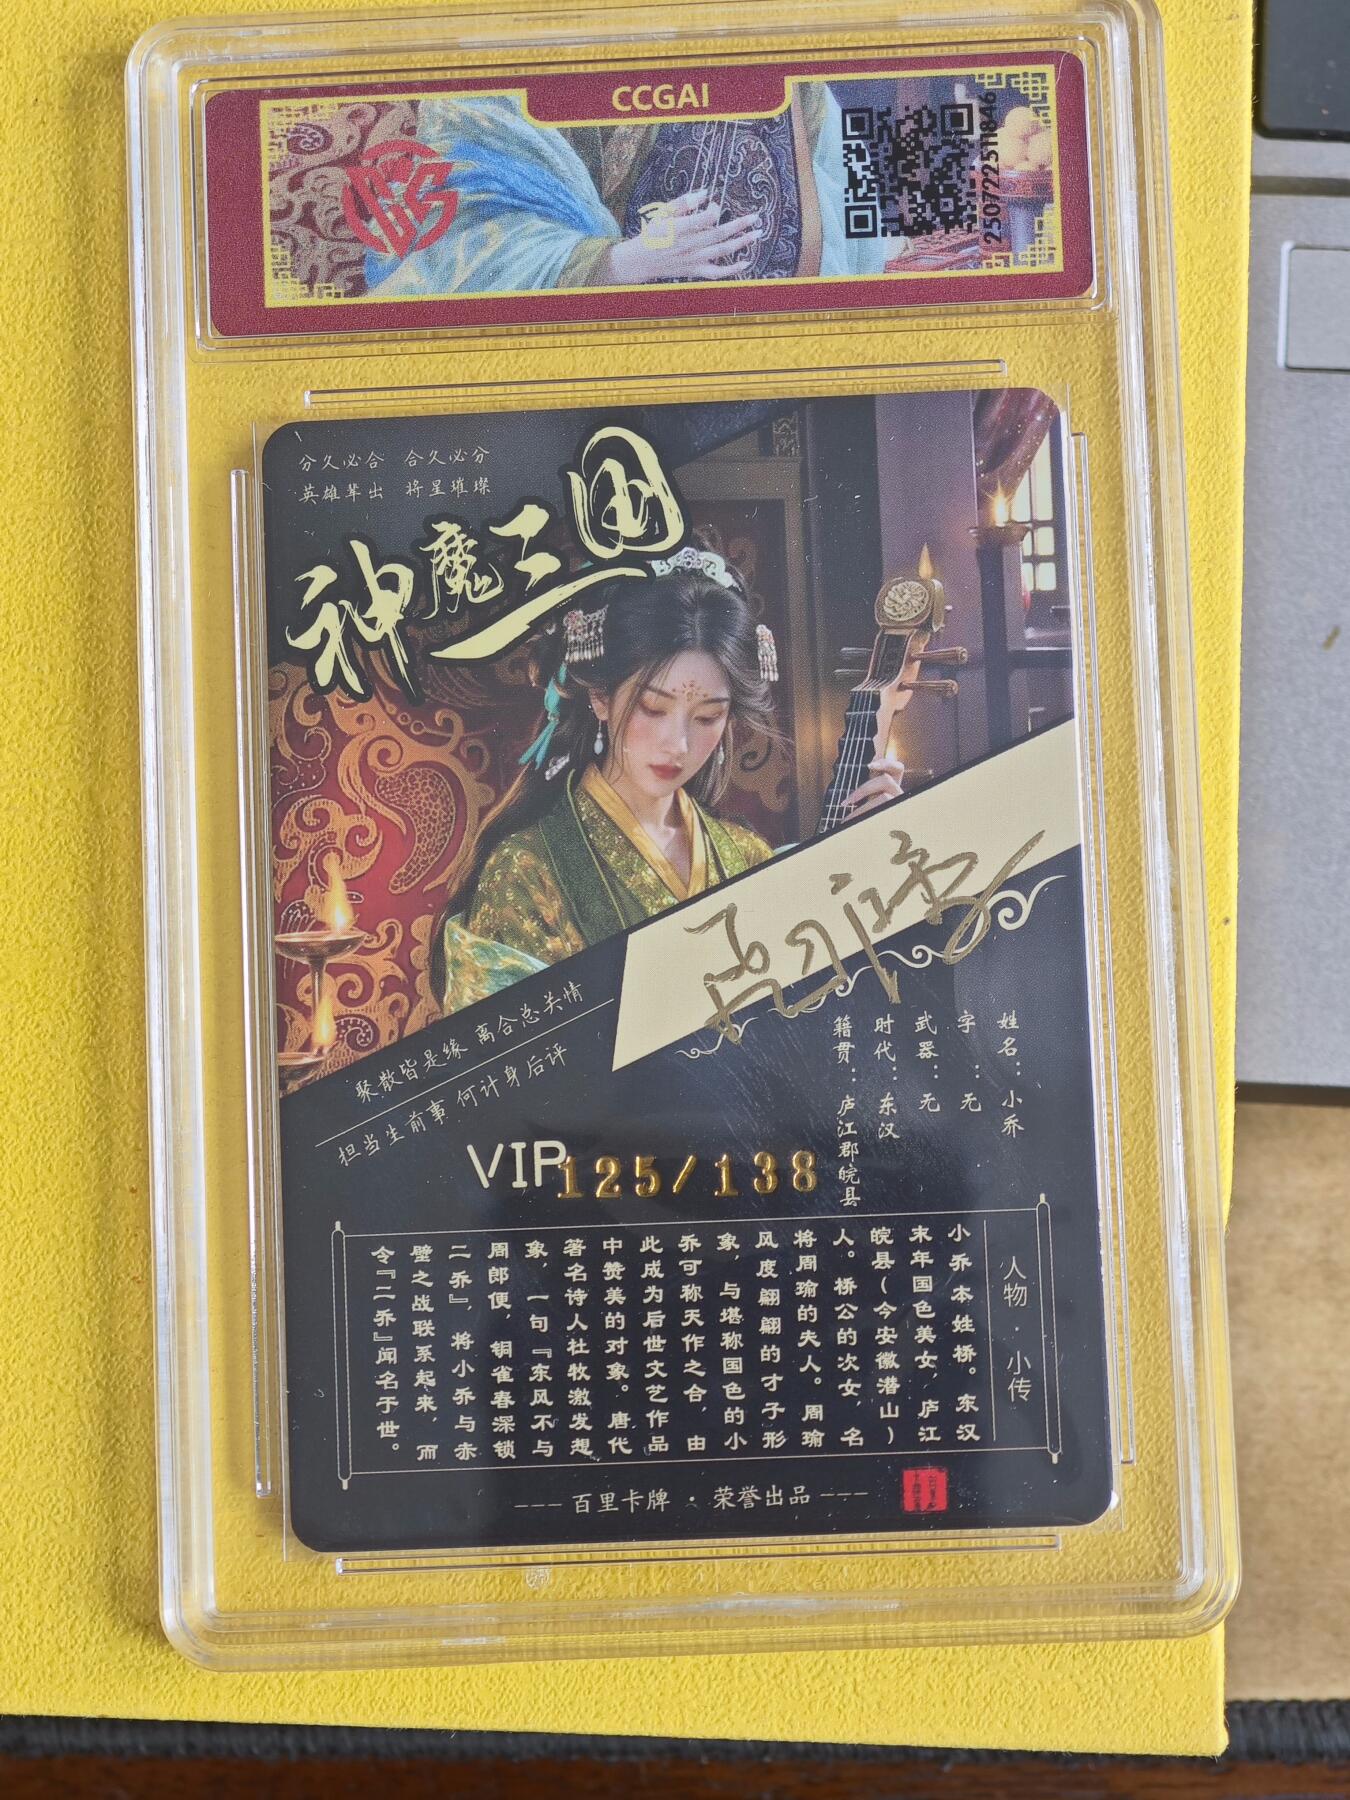 CCGAI
250722511846
分久必合 合久必分
英雄辈出 将星璀璨
神魔三国
聚散皆是缘 离合总关情
担当生前事 何计身后评
姓名：小乔
字：无
武器：无
时代：东汉
籍贯：庐江郡皖县
VIP125/138
人物·小传
小乔本姓桥。东汉
末年国色美女，庐江
皖县(今安徽潜山)
人。桥公的次女，名
将周瑜的夫人。周瑜
风度翩翩的才子形
象，与堪称国色的小
乔可称天作之合，由
此成为后世文艺作品
中赞美的对象。唐代
著名诗人杜牧激发想
象，一句『东风不与
周郎便，铜雀春深锁
二乔』，将小乔与赤
壁之战联系起来，而
令『二乔』闻名于世。
--- 百里卡牌 · 荣誉出品 ---